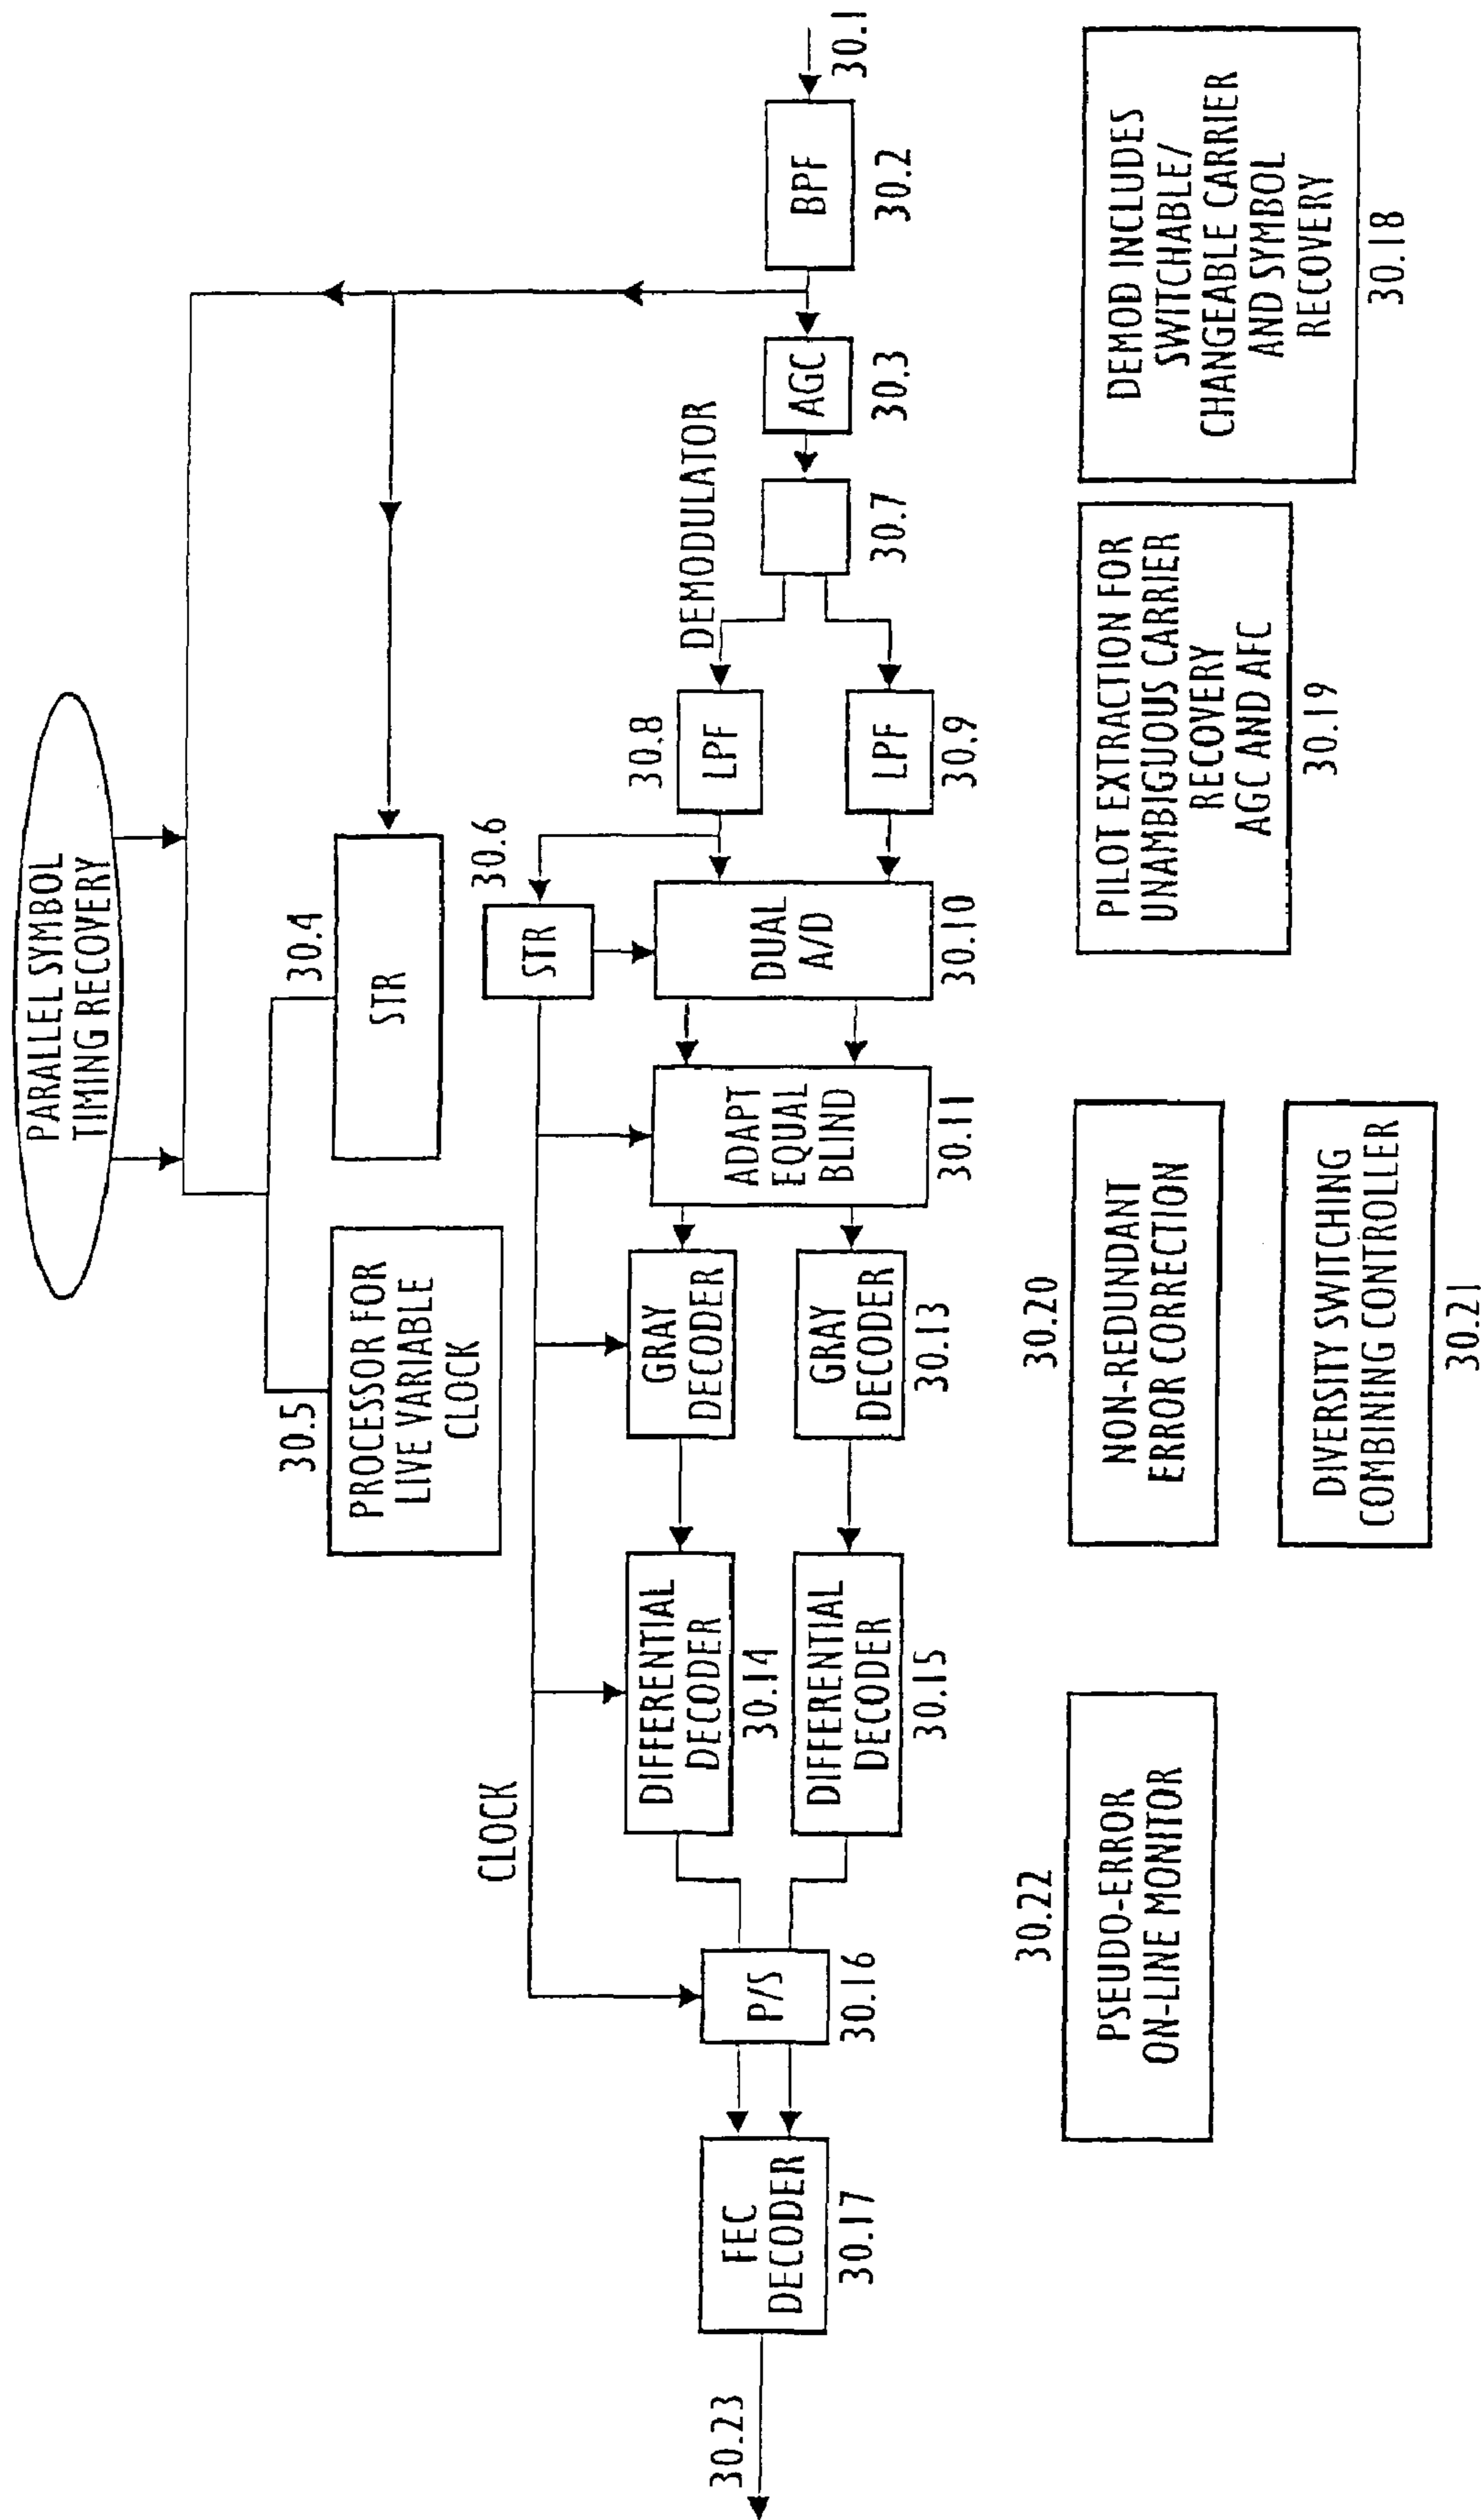 PARALLEL SYMBOL
TIMING RECOVERY
30.4
STR
30.5
PROCESSOR FOR
LIVE VARIABLE
CLOCK
CLOCK
30.6
STR
30.1
BPF
30.2
AGC
30.3
DEMODULATOR
30.7
30.8
LPF
LPF
30.9
DUAL
A/D
30.10
ADAPT
EQUAL
BLIND
30.11
GRAY
DECODER
GRAY
DECODER
30.13
DIFFERENTIAL
DECODER
30.14
DIFFERENTIAL
DECODER
30.15
P/S
30.16
FEC
DECODER
30.17
30.23
DEMOD INCLUDES
SWITCHABLE/
CHANGEABLE CARRIER
AND SYMBOL
RECOVERY
30.18
PILOT EXTRACTION FOR
UNAMBIGUOUS CARRIER
RECOVERY
AGC AND AFC
30.19
30.20
NON-REDUNDANT
ERROR CORRECTION
DIVERSITY SWITCHING
COMBINING CONTROLLER
30.21
30.22
PSEUDO-ERROR
ON-LINE MONITOR